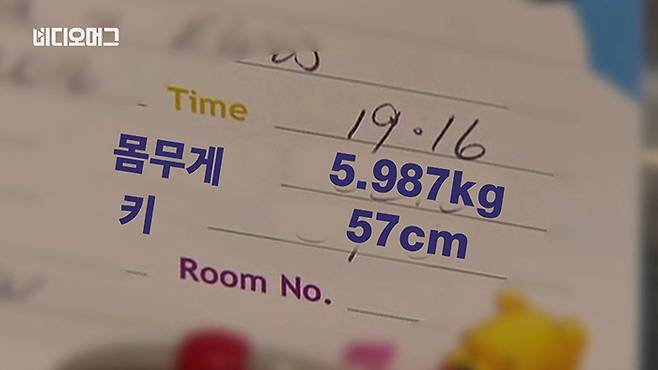 비디오머그
Time 19.16
몸무게 5.987kg
키 57cm
Room No.